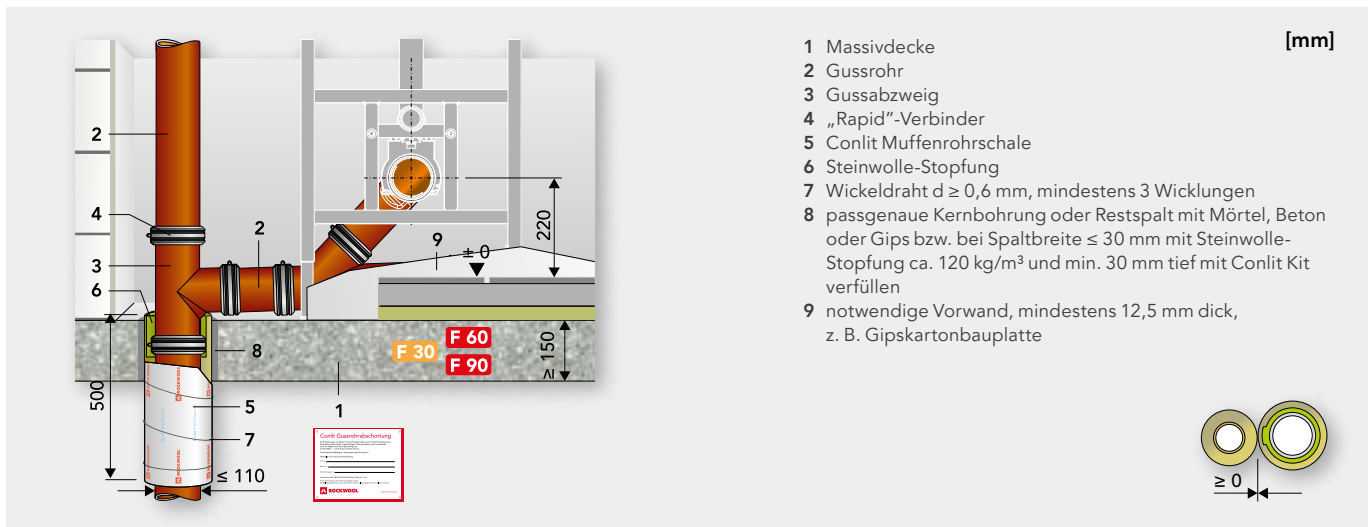 [mm]
1 Massivdecke
2 Gussrohr
3 Gussabzweig
4 „Rapid"-Verbinder
5 Conlit Muffenrohrschale
6 Steinwolle-Stopfung
7 Wickeldraht d ≥ 0,6 mm, mindestens 3 Wicklungen
8 passgenaue Kernbohrung oder Restspalt mit Mörtel, Beton
oder Gips bzw. bei Spaltbreite ≤ 30 mm mit Steinwolle-
Stopfung ca. 120 kg/m³ und min. 30 mm tief mit Conlit Kit
verfüllen
9 notwendige Vorwand, mindestens 12,5 mm dick,
z. B. Gipskartonbauplatte
2
4
2
9
± 0
220
3
6
8
F 30
F 60
F 90
≥ 150
500
5
1
7
≤ 110
Conlit Gussrohrabschottung
ROCKWOOL
ROCKWOOL
ROCKWOOL
≥ 0